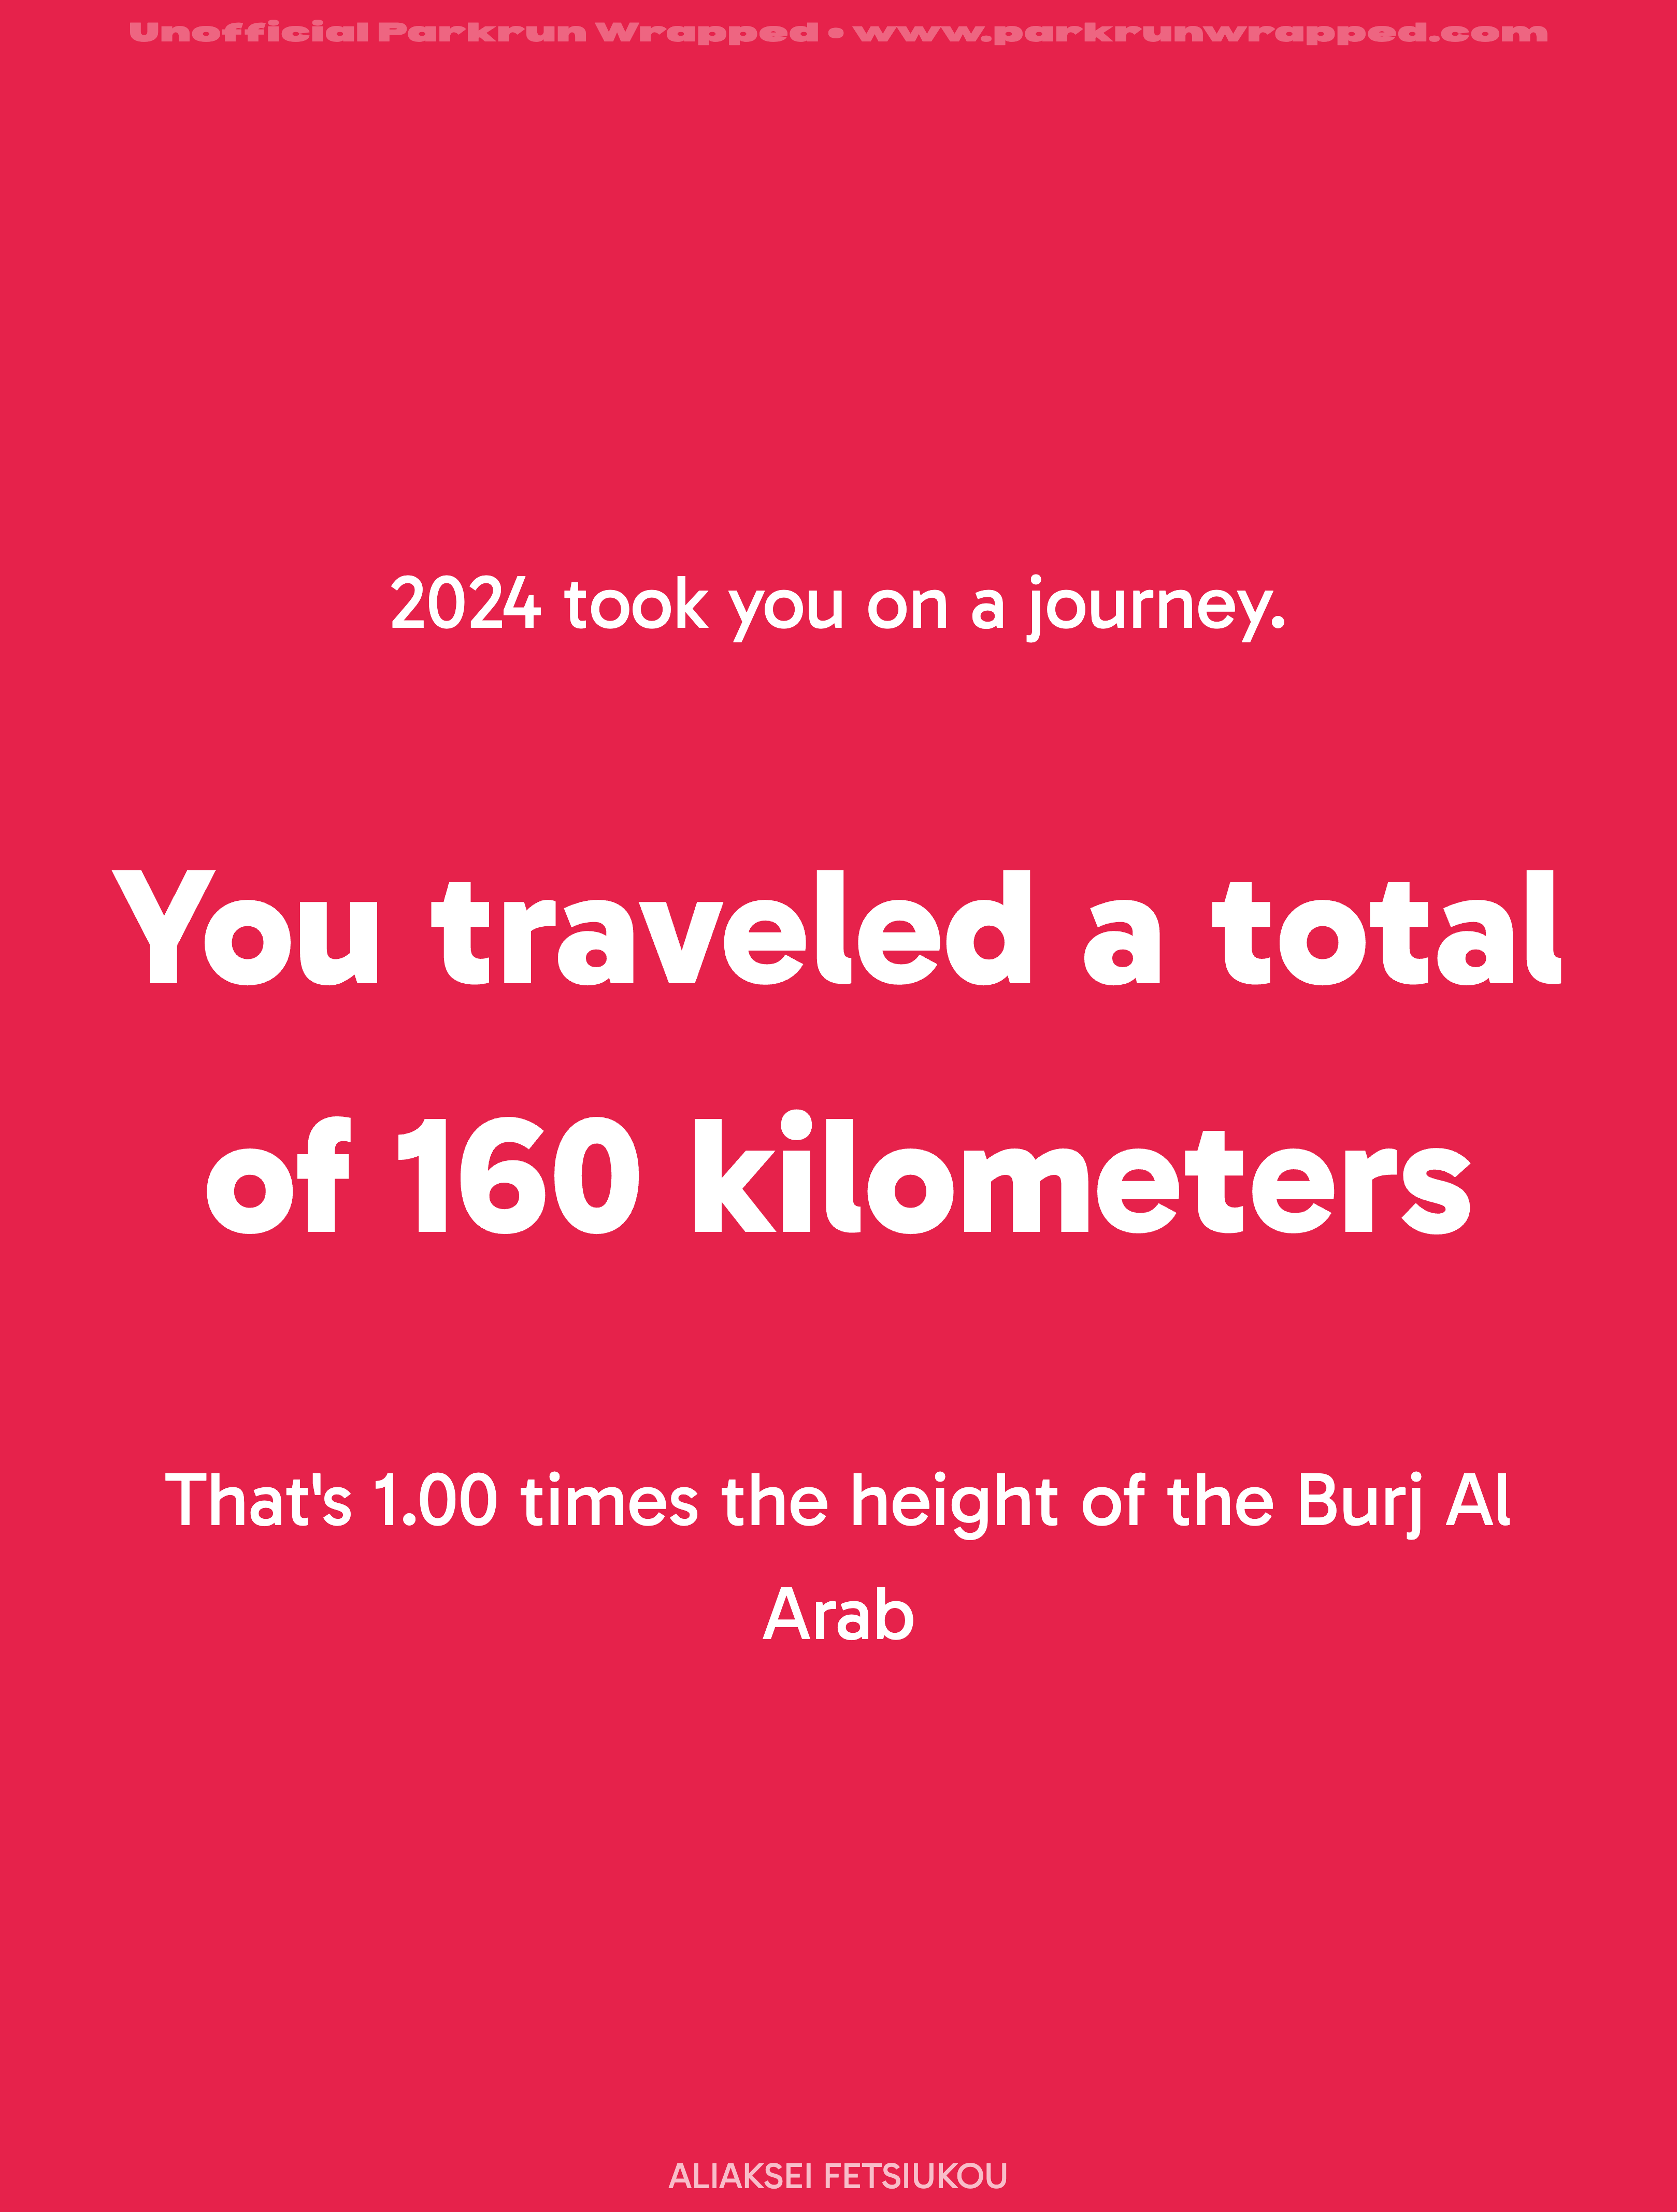 Unofficial Parkrun Wrapped • www.parkrunwrapped.com
2024 took you on a journey.
You traveled a total
of 160 kilometers
That's 1.00 times the height of the Burj Al
Arab
ALIAKSEI FETSIUKOU